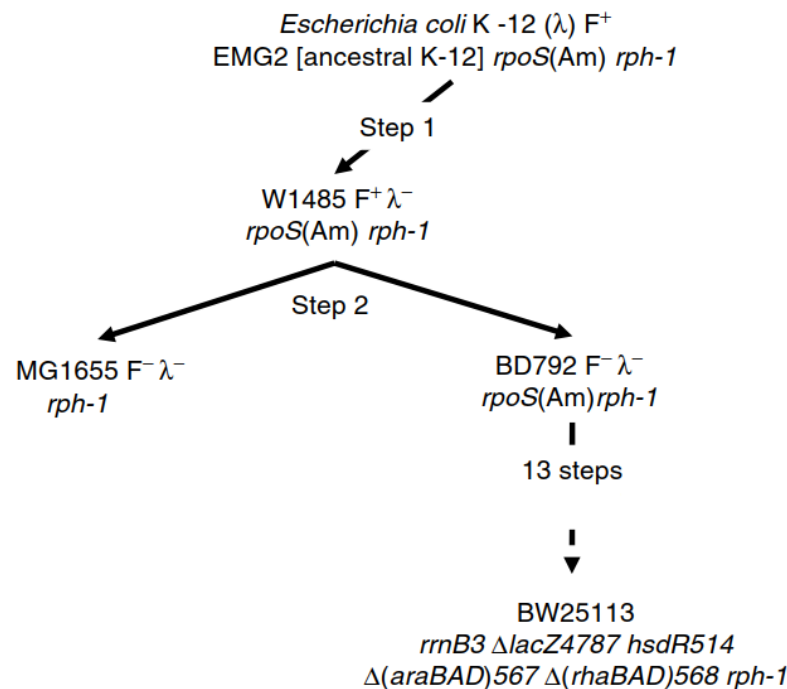 Escherichia coli K -12 (λ) F⁺
EMG2 [ancestral K-12] rpoS(Am) rph-1
Step 1
W1485 F⁺ λ⁻
rpoS(Am) rph-1
Step 2
MG1655 F⁻ λ⁻
rph-1
BD792 F⁻ λ⁻
rpoS(Am)rph-1
13 steps
BW25113
rrnB3 ΔlacZ4787 hsdR514
Δ(araBAD)567 Δ(rhaBAD)568 rph-1